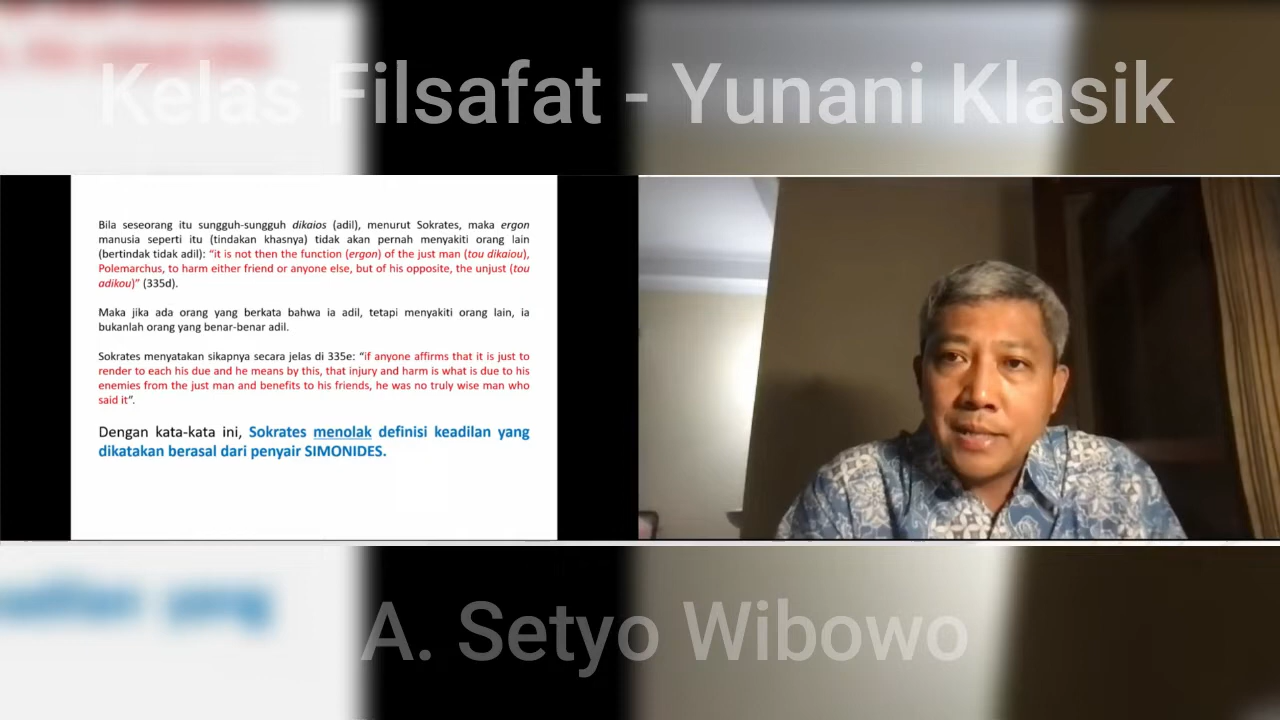 Kelas Filsafat - Yunani Klasik
Bila seseorang itu sungguh-sungguh dikaios (adil), menurut Sokrates, maka ergon
manusia seperti itu (tindakan khasnya) tidak akan pernah menyakiti orang lain
(bertindak tidak adil): “it is not then the function (ergon) of the just man (tou dikaiou),
Polemarchus, to harm either friend or anyone else, but of his opposite, the unjust (tou
adikou)” (335d).
Maka jika ada orang yang berkata bahwa ia adil, tetapi menyakiti orang lain, ia
bukanlah orang yang benar-benar adil.
Sokrates menyatakan sikapnya secara jelas di 335e: “if anyone affirms that it is just to
render to each his due and he means by this, that injury and harm is what is due to his
enemies from the just man and benefits to his friends, he was no truly wise man who
said it”.
Dengan kata-kata ini, Sokrates menolak definisi keadilan yang
dikatakan berasal dari penyair SIMONIDES.
A. Setyo Wibowo